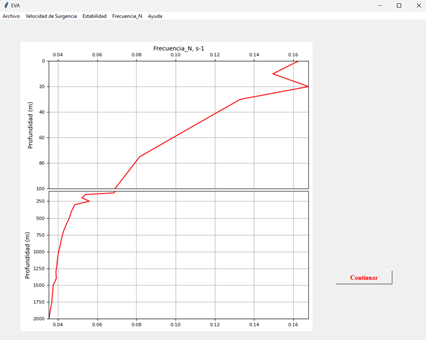 EVA
Archivo Velocidad de Surgencia Estabilidad Frecuencia_N Ayuda
Frecuencia_N, s-1
0.04 0.06 0.08 0.10 0.12 0.14 0.16
0
20
40
60
80
100
Profundidad (m)
250
500
750
1000
1250
1500
1750
2000
Profundidad (m)
0.04 0.06 0.08 0.10 0.12 0.14 0.16
Continuar